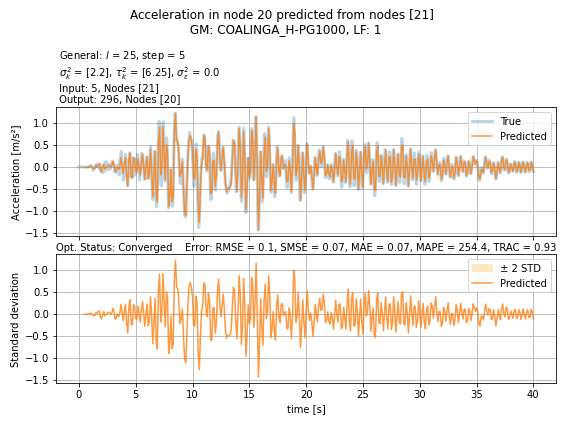 Acceleration in node 20 predicted from nodes [21]
GM: COALINGA_H-PG1000, LF: 1
General: l = 25, step = 5
σ²ₖ = [2.2], τ²ₖ = [6.25], σ²ε = 0.0
Input: 5, Nodes [21]
Output: 296, Nodes [20]
Acceleration [m/s²]
1.0
0.5
0.0
−0.5
−1.0
−1.5
True
Predicted
Opt. Status: Converged Error: RMSE = 0.1, SMSE = 0.07, MAE = 0.07, MAPE = 254.4, TRAC = 0.93
Standard deviation
1.0
0.5
0.0
−0.5
−1.0
−1.5
± 2 STD
Predicted
0 5 10 15 20 25 30 35 40
time [s]